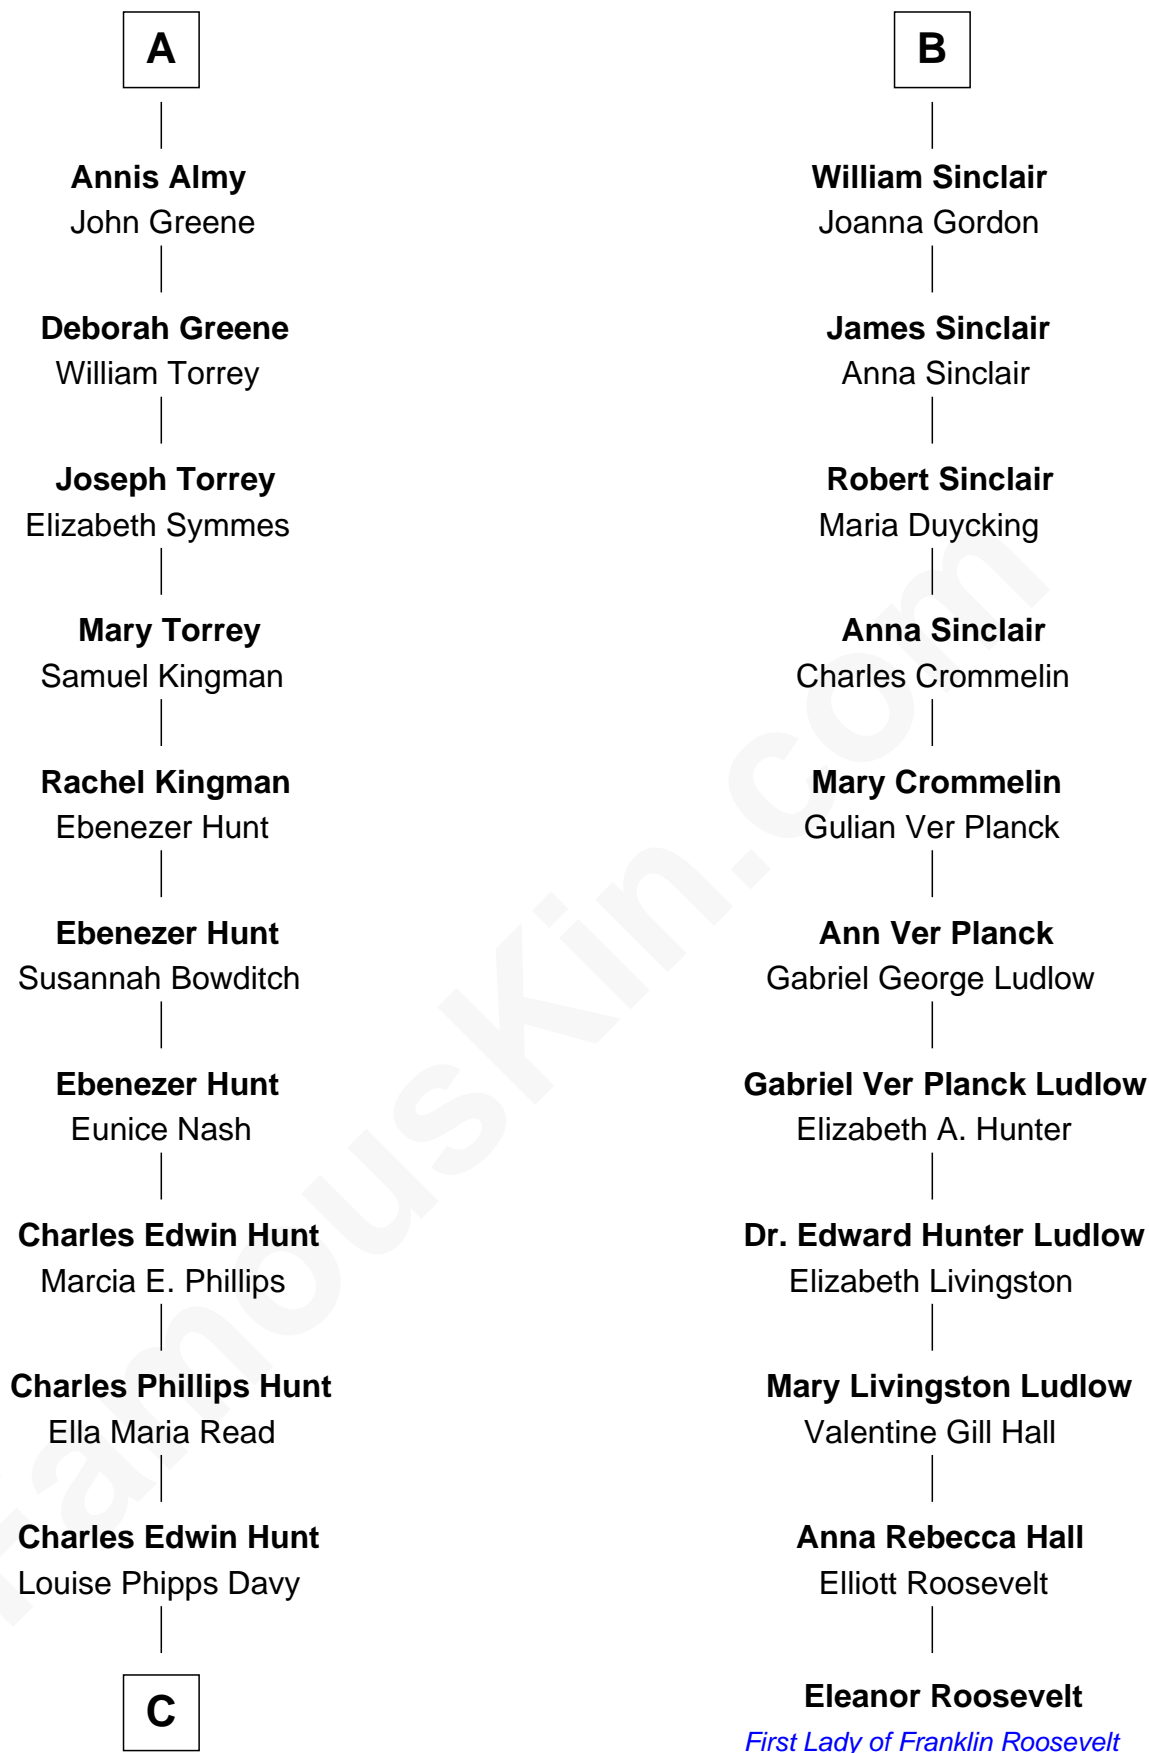 A
Annis Almy
John Greene
Deborah Greene
William Torrey
Joseph Torrey
Elizabeth Symmes
Mary Torrey
Samuel Kingman
Rachel Kingman
Ebenezer Hunt
Ebenezer Hunt
Susannah Bowditch
Ebenezer Hunt
Eunice Nash
Charles Edwin Hunt
Marcia E. Phillips
Charles Phillips Hunt
Ella Maria Read
Charles Edwin Hunt
Louise Phipps Davy
C
B
William Sinclair
Joanna Gordon
James Sinclair
Anna Sinclair
Robert Sinclair
Maria Duycking
Anna Sinclair
Charles Crommelin
Mary Crommelin
Gulian Ver Planck
Ann Ver Planck
Gabriel George Ludlow
Gabriel Ver Planck Ludlow
Elizabeth A. Hunter
Dr. Edward Hunter Ludlow
Elizabeth Livingston
Mary Livingston Ludlow
Valentine Gill Hall
Anna Rebecca Hall
Elliott Roosevelt
Eleanor Roosevelt
First Lady of Franklin Roosevelt
FamousKin.com